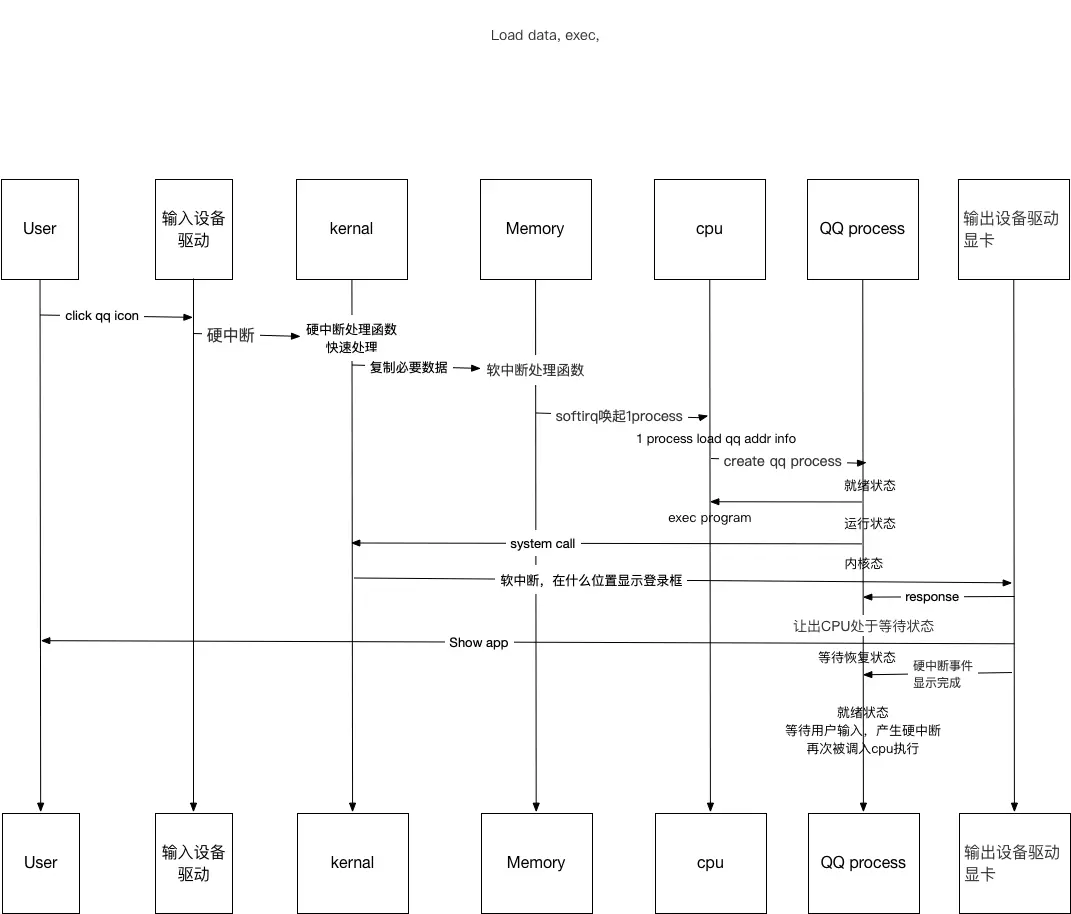 Load data, exec,
User
输入设备
驱动
kernal
Memory
cpu
QQ process
输出设备驱动
显卡
click qq icon
硬中断
硬中断处理函数
快速处理
复制必要数据
软中断处理函数
softirq唤起1process
1 process load qq addr info
create qq process
就绪状态
exec program
运行状态
system call
内核态
软中断，在什么位置显示登录框
response
让出CPU处于等待状态
Show app
等待恢复状态
硬中断事件
显示完成
就绪状态
等待用户输入，产生硬中断
再次被调入cpu执行
User
输入设备
驱动
kernal
Memory
cpu
QQ process
输出设备驱动
显卡